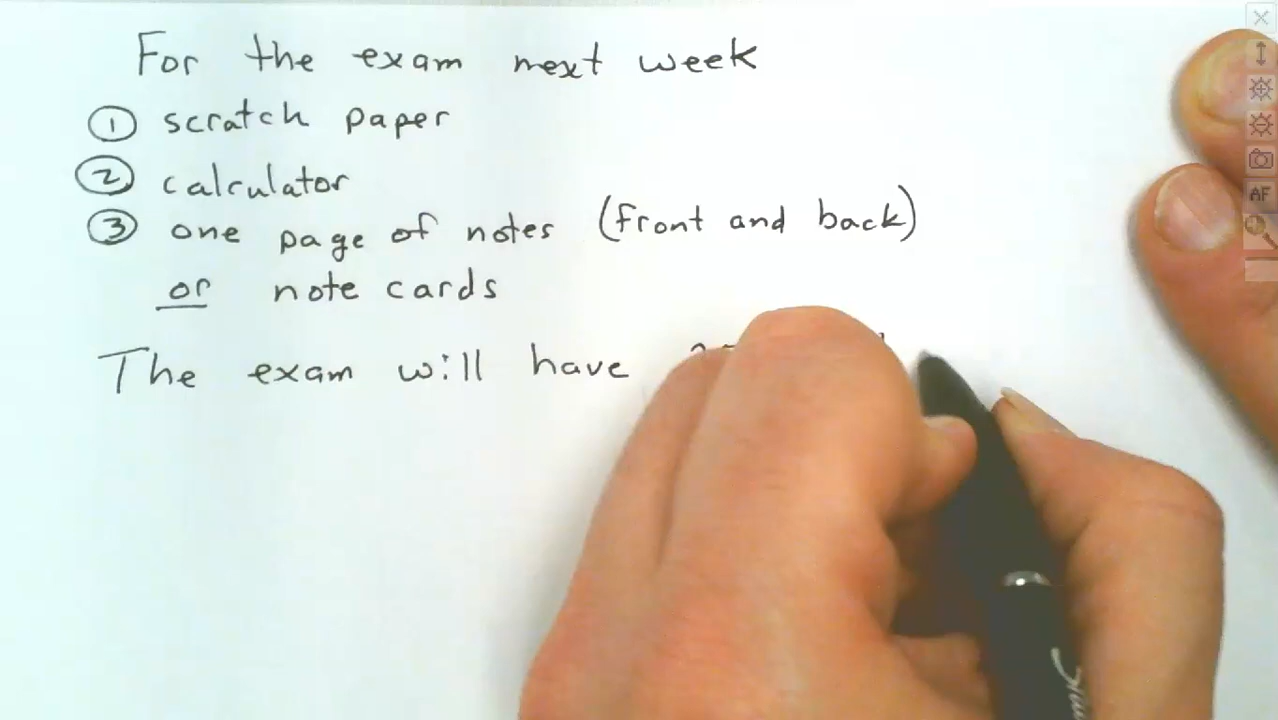 For the exam next week
① scratch paper
② calculator
③ one page of notes (front and back)
or note cards
The exam will have
AF